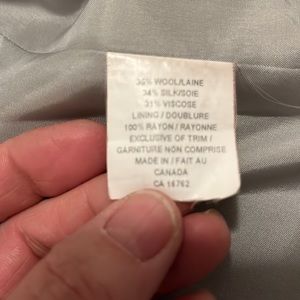 35% WOOL/LAINE
34% SILK/SOIE
31% VISCOSE
LINING / DOUBLURE
100% RAYON / RAYONNE
EXCLUSIVE OF TRIM /
GARNITURE NON COMPRISE
MADE IN / FAIT AU
CANADA
CA 16762